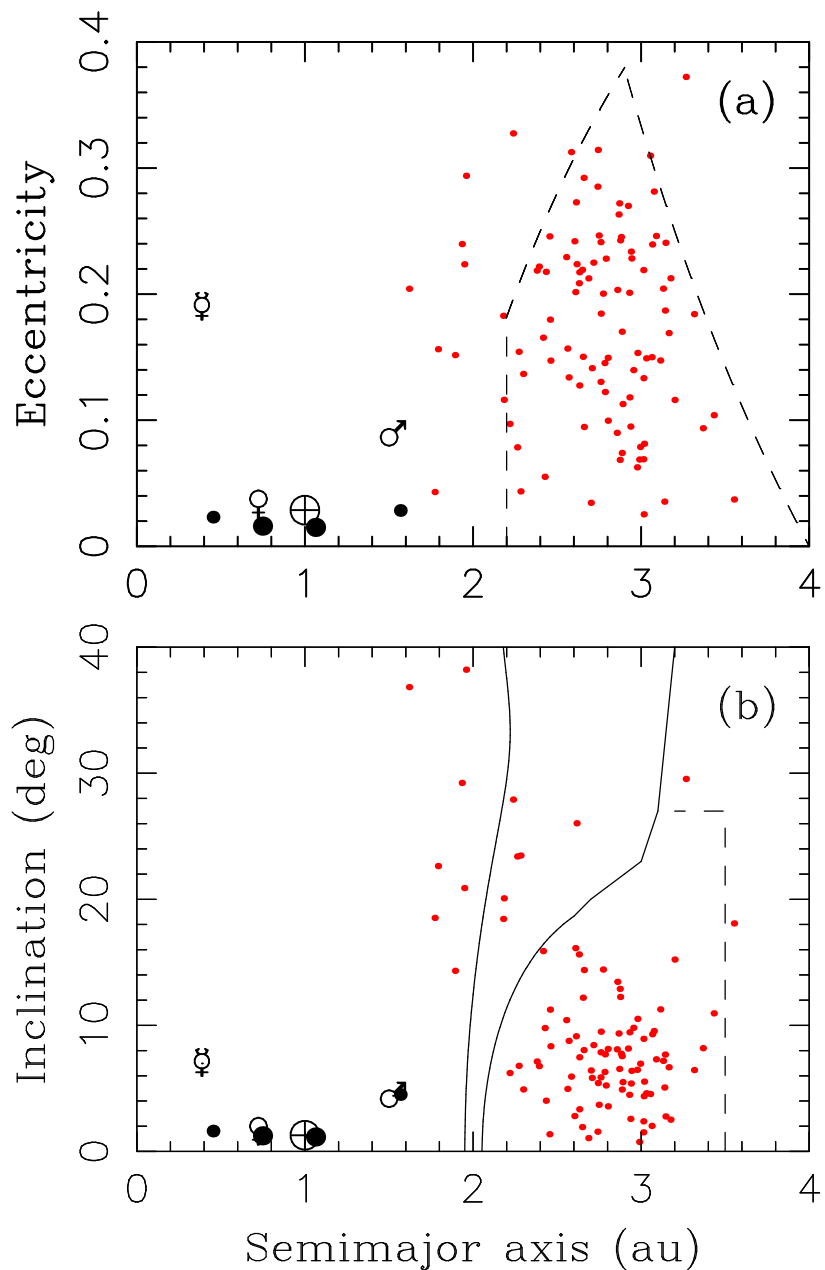 0.4
(a)
0.3
Eccentricity
0.2
☿
0.1
♂
♀ ⊕
0
0 1 2 3 4
40
(b)
30
Inclination (deg)
20
10
☿
♂
♀ ⊕
0
0 1 2 3 4
Semimajor axis (au)